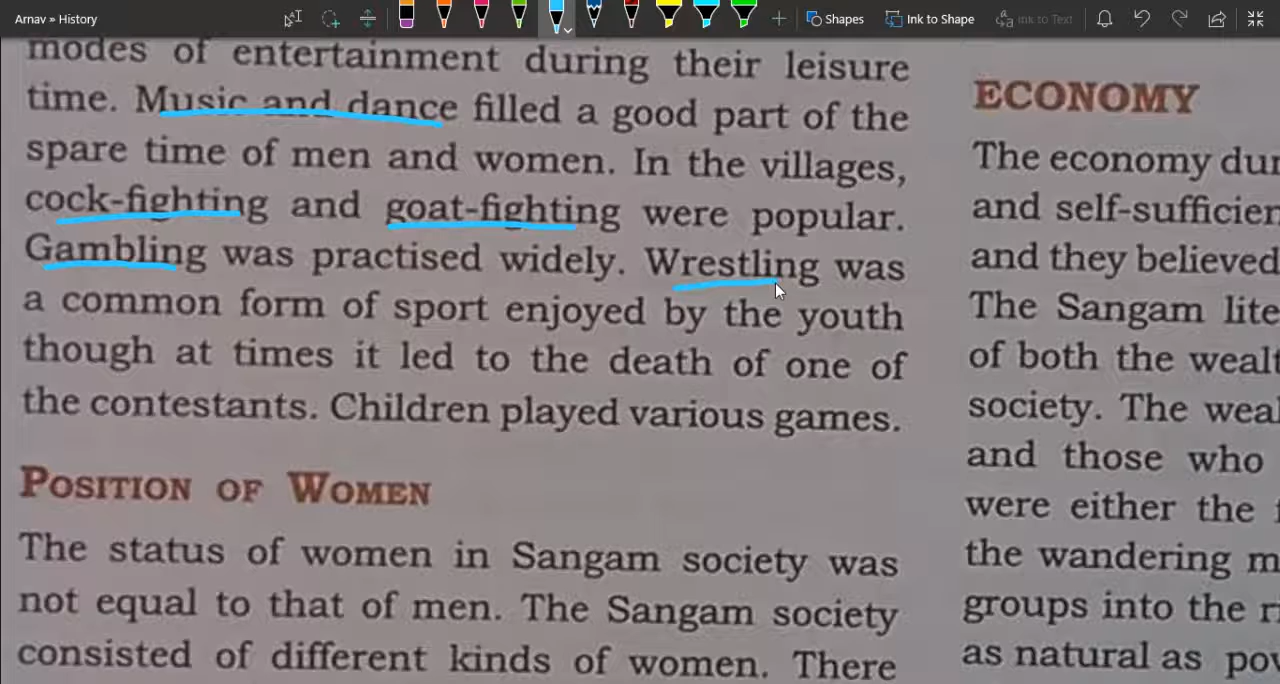 Arnav » History
Shapes
Ink to Shape
Ink to Text
modes of entertainment during their leisure
time. Music and dance filled a good part of the
spare time of men and women. In the villages,
cock-fighting and goat-fighting were popular.
Gambling was practised widely. Wrestling was
a common form of sport enjoyed by the youth
though at times it led to the death of one of
the contestants. Children played various games.
POSITION OF WOMEN
The status of women in Sangam society was
not equal to that of men. The Sangam society
consisted of different kinds of women. There
ECONOMY
The economy dur
and self-sufficien
and they believed
The Sangam lite
of both the wealt
society. The weal
and those who
were either the
the wandering m
groups into the ri
as natural as pov